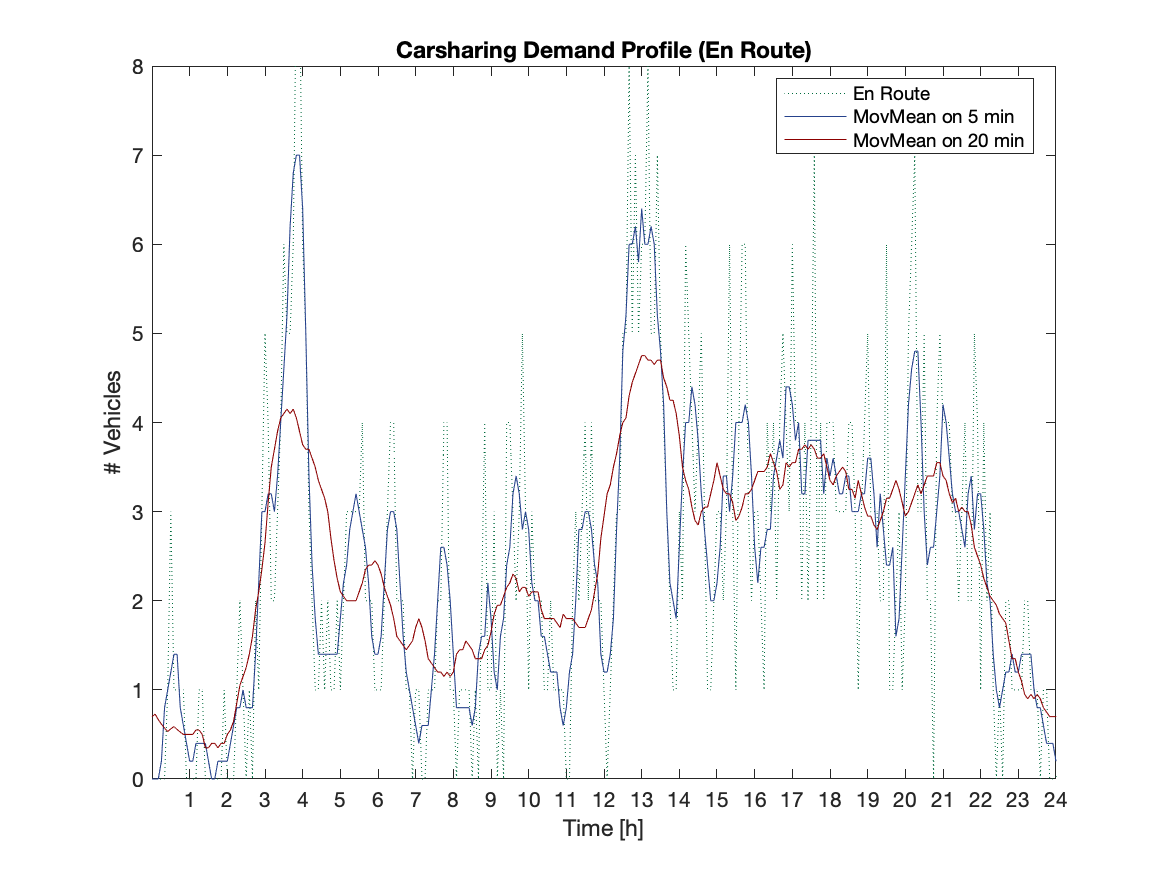 Carsharing Demand Profile (En Route)
En Route
MovMean on 5 min
MovMean on 20 min
# Vehicles
8
7
6
5
4
3
2
1
0
1 2 3 4 5 6 7 8 9 10 11 12 13 14 15 16 17 18 19 20 21 22 23 24
Time [h]